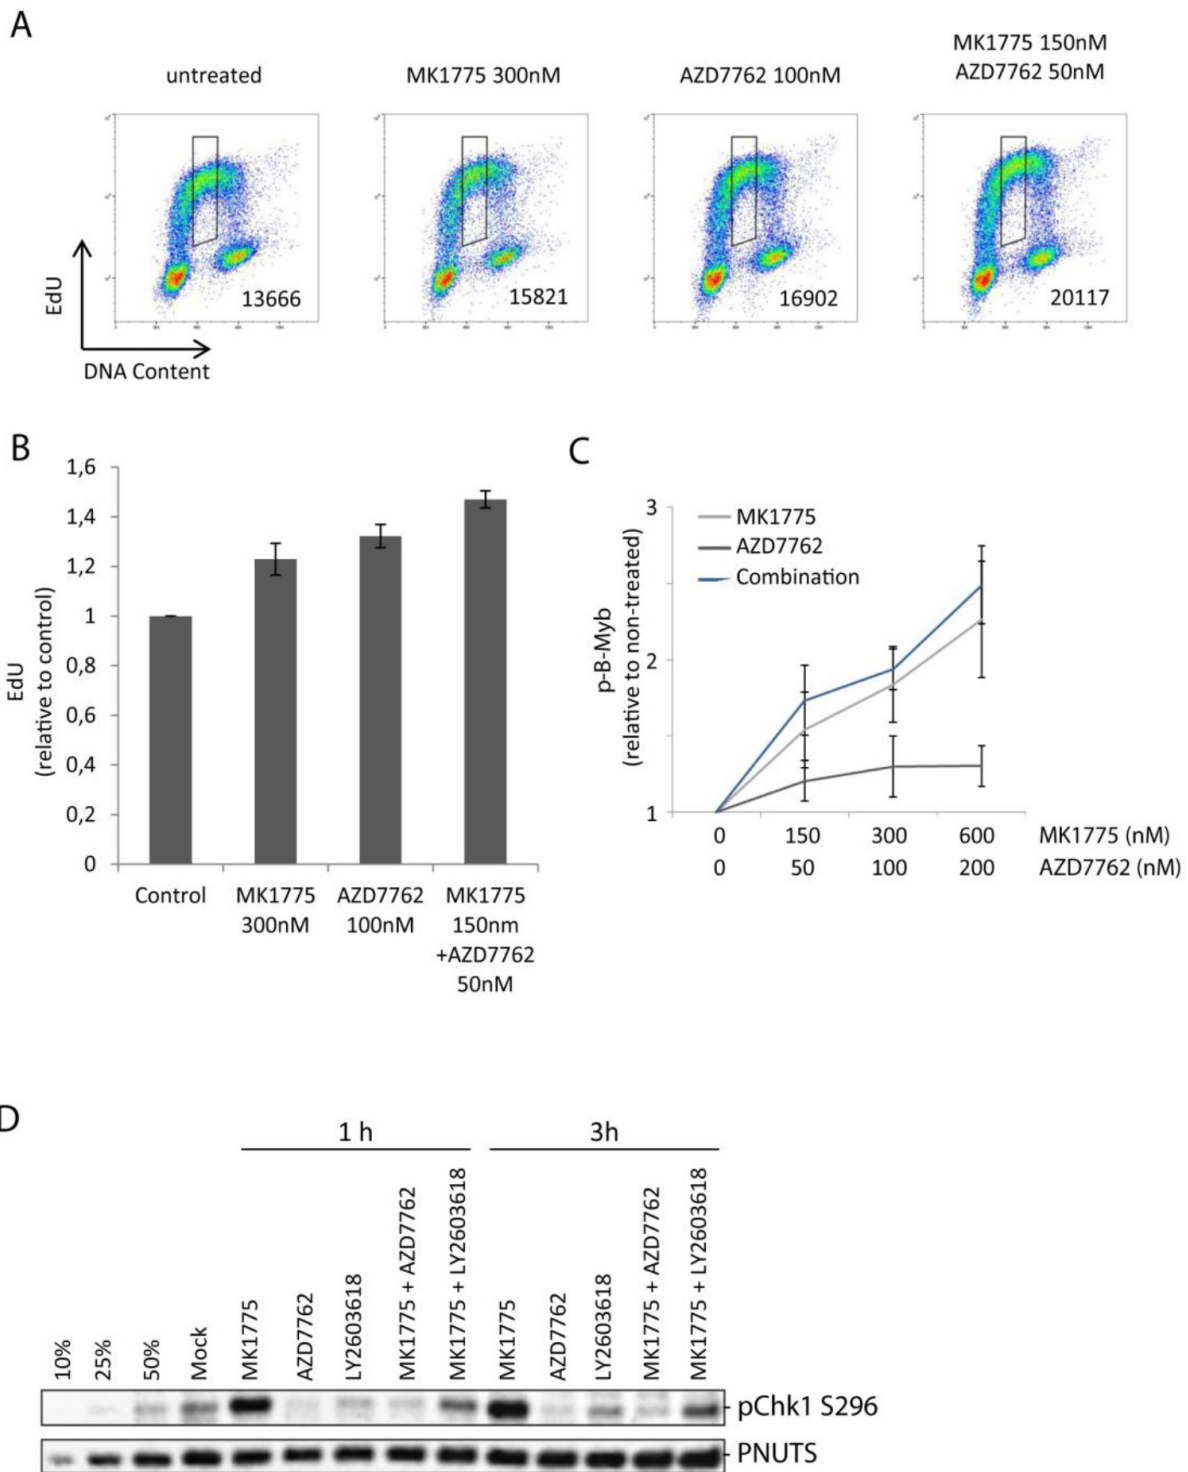 A
untreated
MK1775 300nM
AZD7762 100nM
MK1775 150nM
AZD7762 50nM
EdU
13666
15821
16902
20117
DNA Content
B
1,6
1,4
1,2
1
0,8
0,6
0,4
0,2
0
EdU
(relative to control)
Control
MK1775
300nM
AZD7762
100nM
MK1775
150nm
+AZD7762
50nM
C
3
2
1
p-B-Myb
(relative to non-treated)
MK1775
AZD7762
Combination
0 150 300 600 MK1775 (nM)
0 50 100 200 AZD7762 (nM)
D
1 h
3h
10%
25%
50%
Mock
MK1775
AZD7762
LY2603618
MK1775 + AZD7762
MK1775 + LY2603618
MK1775
AZD7762
LY2603618
MK1775 + AZD7762
MK1775 + LY2603618
pChk1 S296
PNUTS